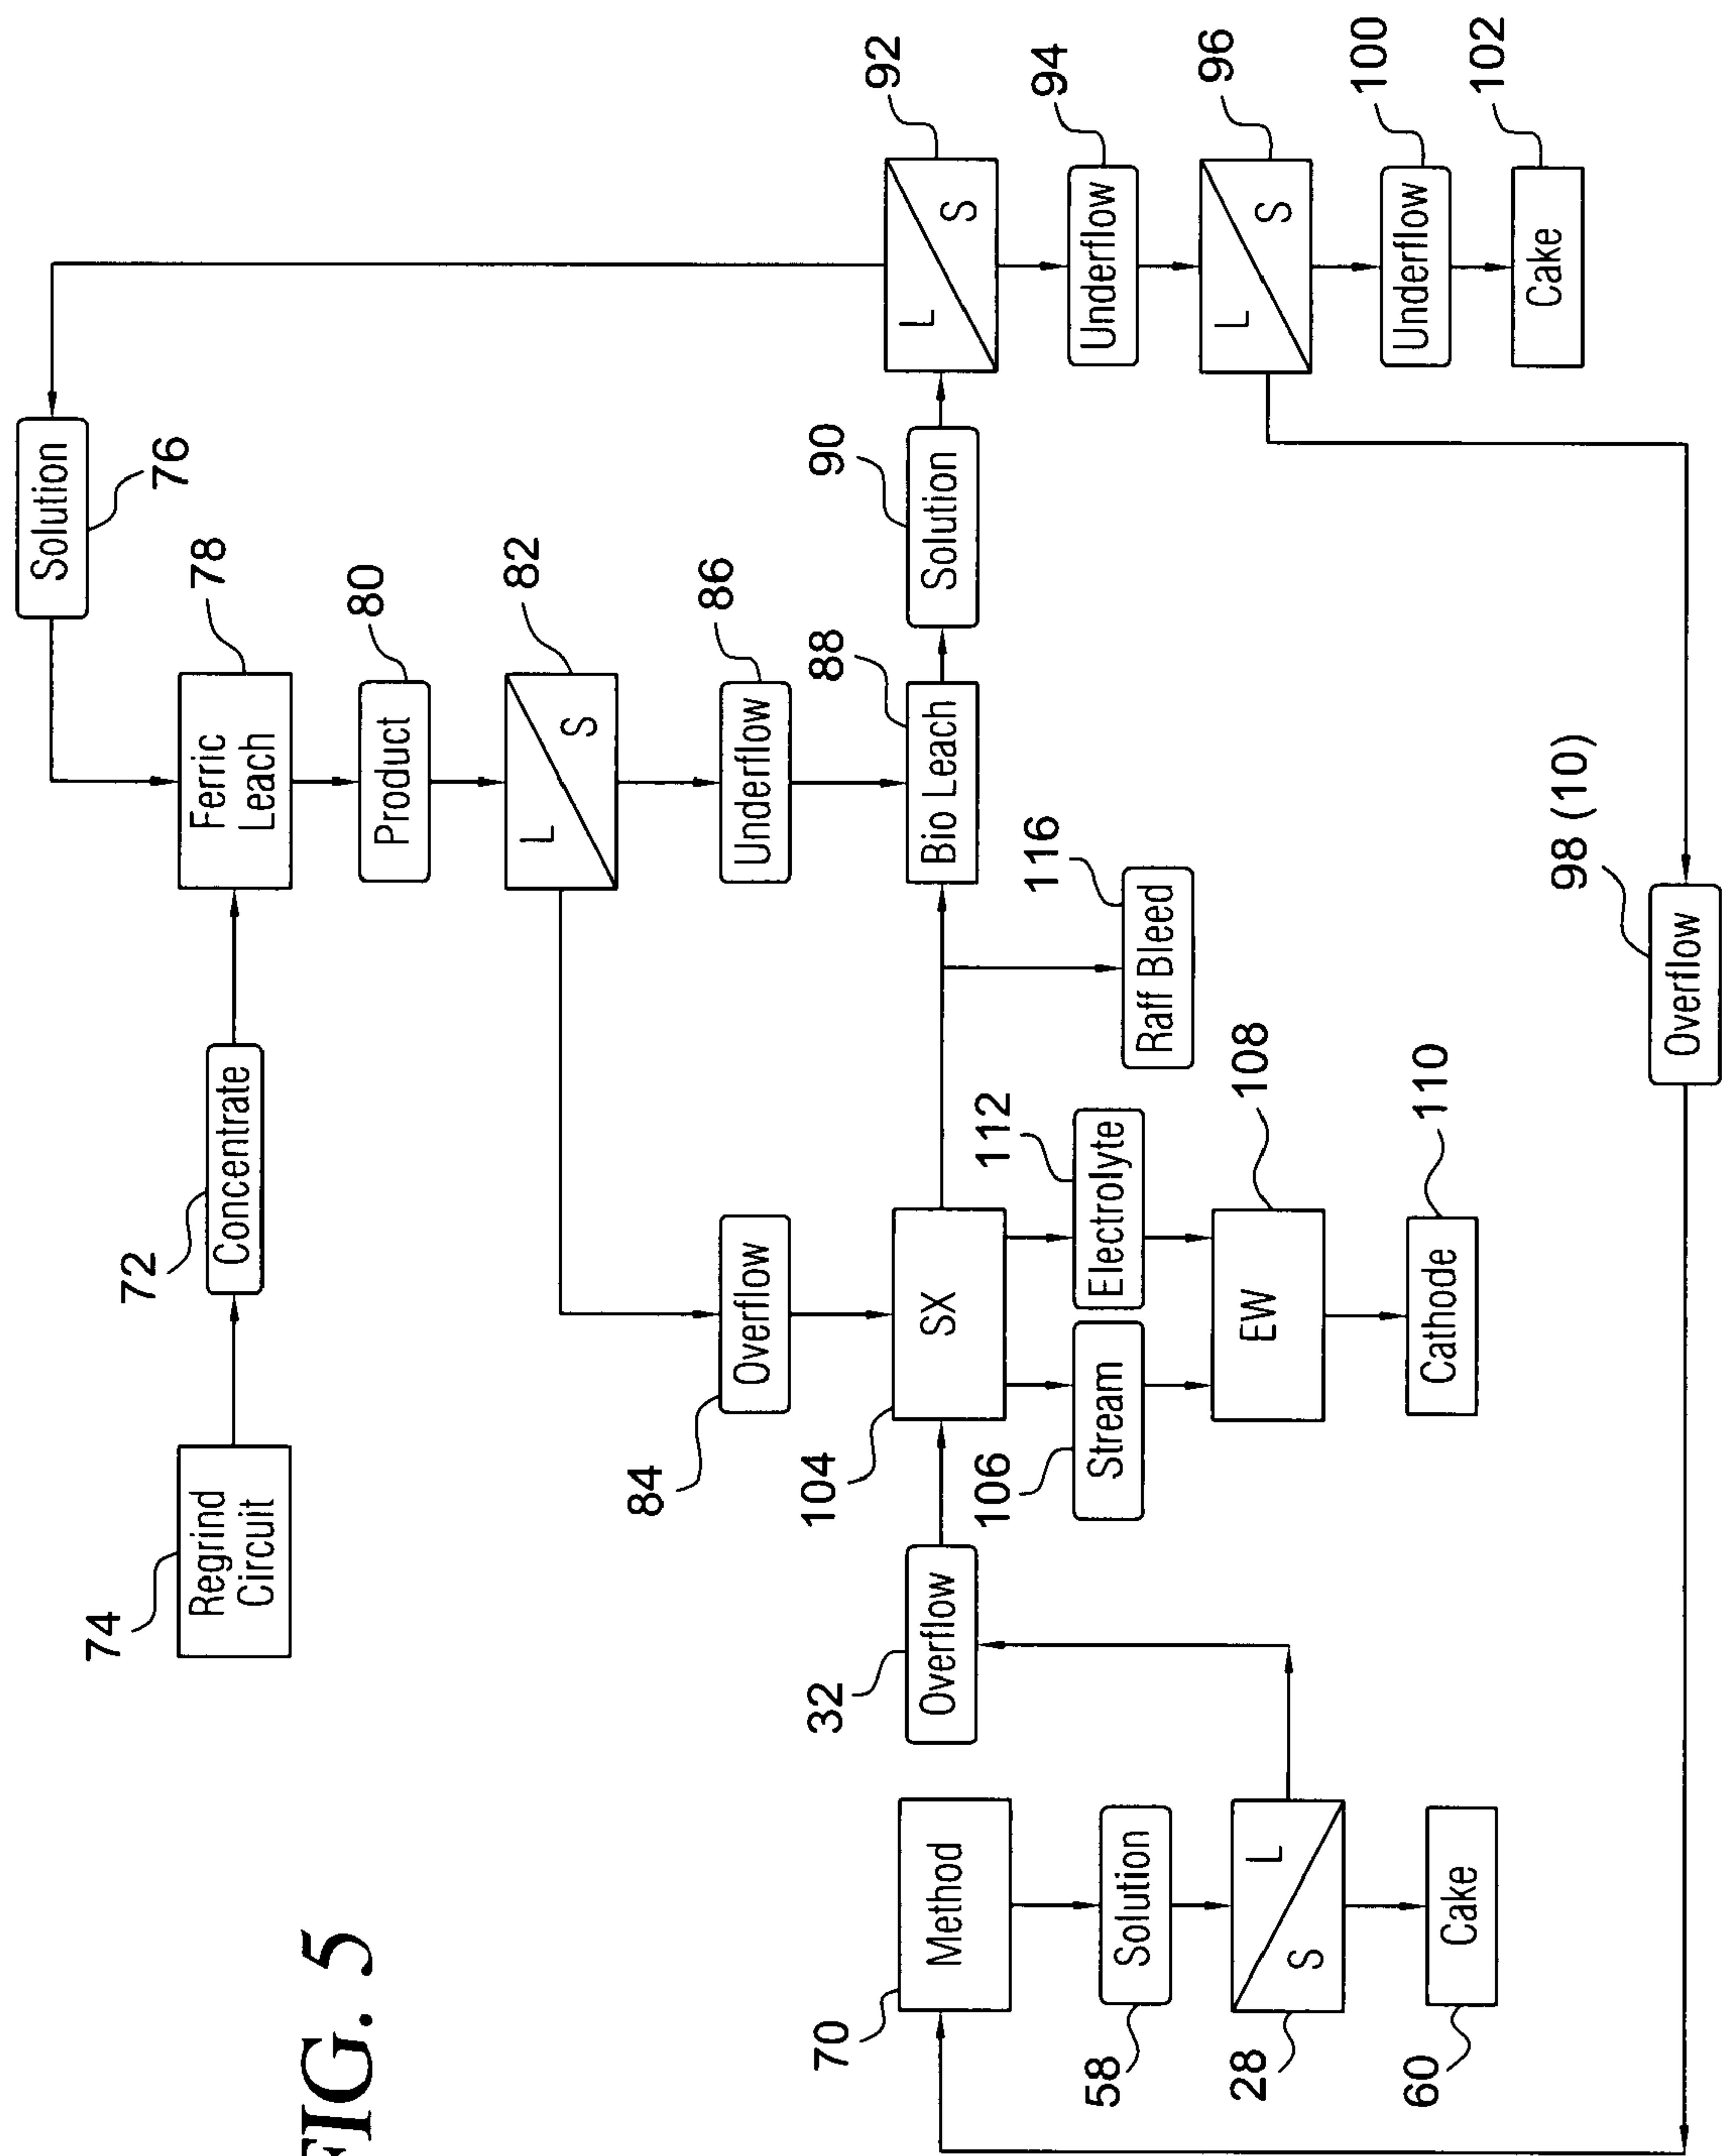 FIG. 5
Solution
76
74
Regrind
Circuit
72
Concentrate
Ferric
Leach
78
Product
80
L
S
82
84
Overflow
Underflow
86
70
Method
32
Overflow
104
SX
Bio Leach
88
Solution
90
L
S
92
58
Solution
106
Stream
Electrolyte
112
Raff Bleed
116
Underflow
94
28
S
L
EW
108
L
S
96
60
Cake
Cathode
110
Underflow
100
Cake
102
Overflow
98 (10)